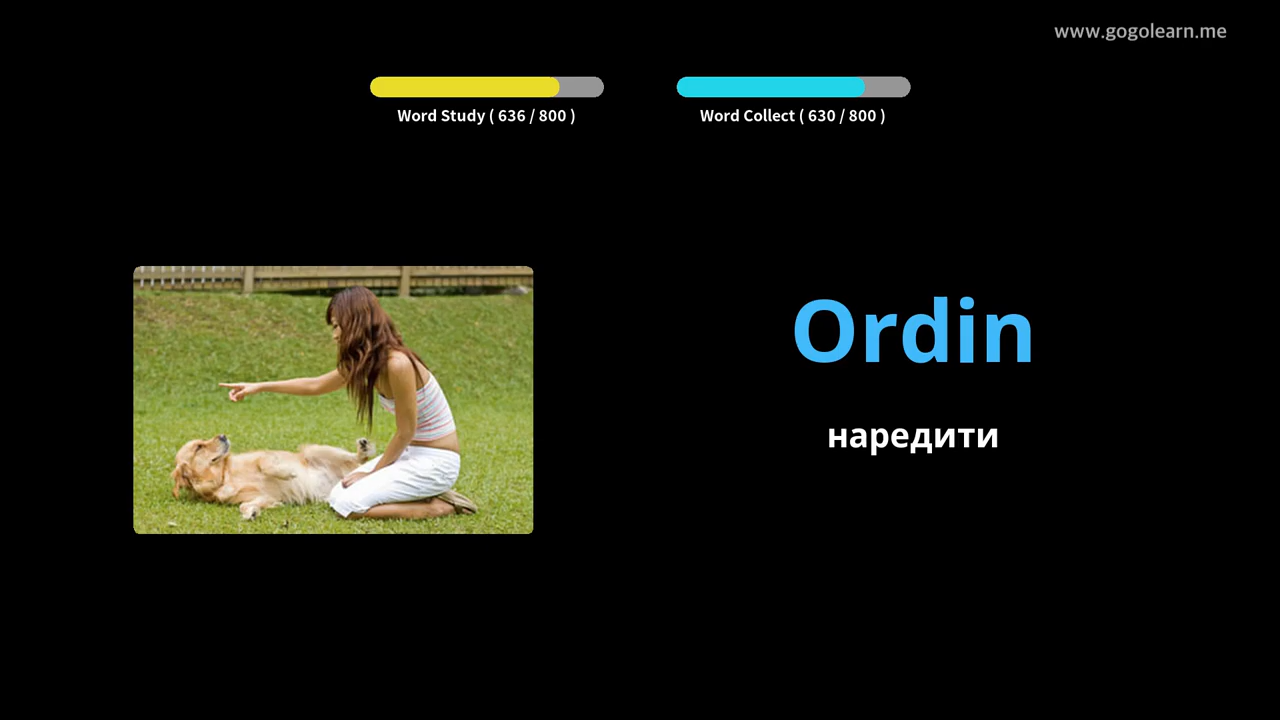 www.gogolearn.me
Word Study ( 636 / 800 )
Word Collect ( 630 / 800 )
Ordin
наредити